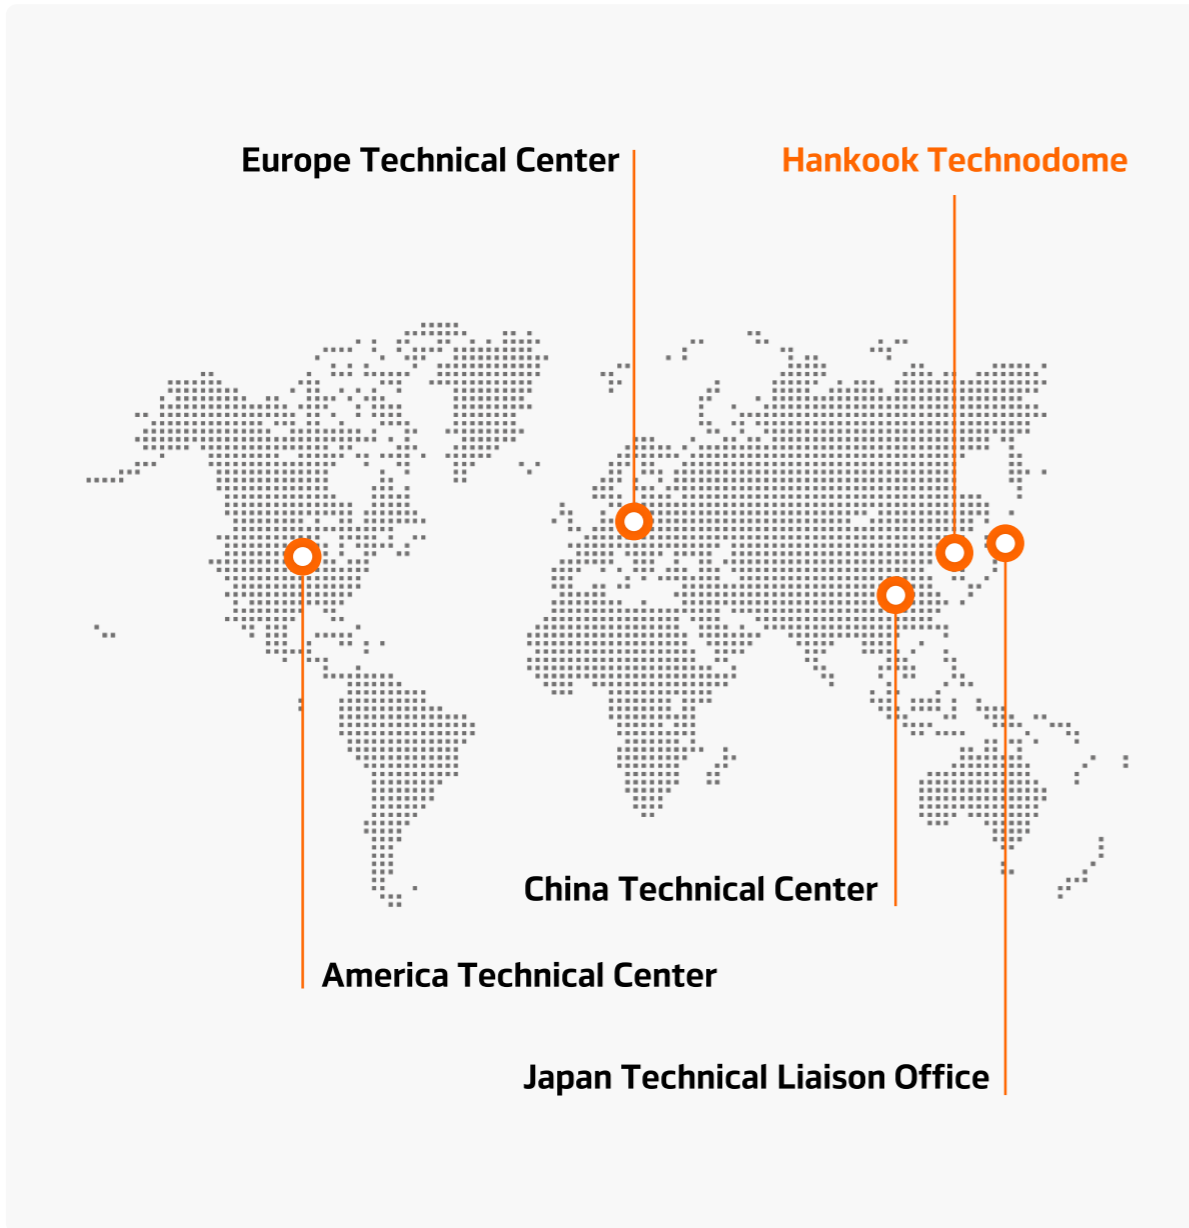 Europe Technical Center
Hankook Technodome
China Technical Center
America Technical Center
Japan Technical Liaison Office